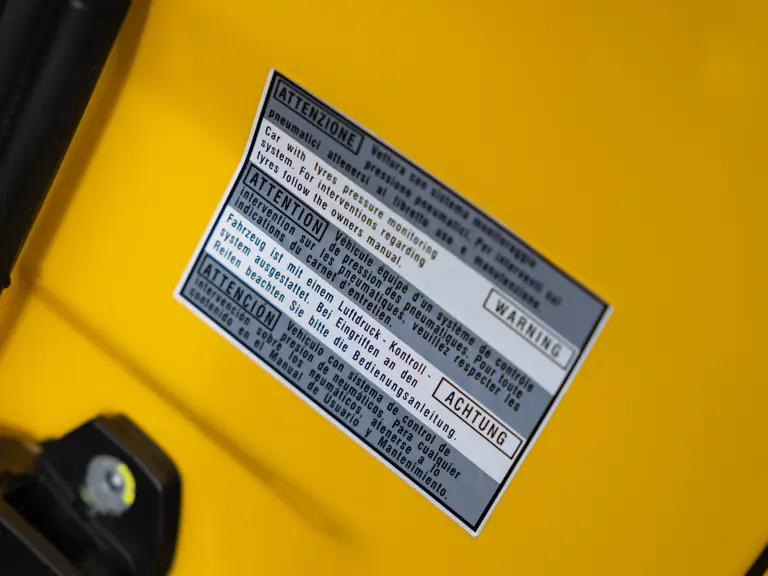 ATTENZIONE Vettura con sistema monitoraggio
pressione pneumatici. Per interventi sui
pneumatici attenersi al libretto uso e manutenzione.
Car with tyres pressure monitoring
system. For interventions regarding
tyres follow the owners manual.
WARNING
ATTENTION Véhicule équipé d'un système de contrôle
de pression des pneumatiques. Pour toute
intervention sur les pneumatiques, veuillez respecter les
indications du carnet d'entretien.
Fahrzeug ist mit einem Luftdruck-Kontroll-
system ausgestattet. Bei Eingriffen an den
Reifen beachten Sie bitte die Bedienungsanleitung.
ACHTUNG
ATTENCION Vehiculo con sistema de control de
presión de neumáticos. Para cualquier
intervención sobre los neumáticos, atenerse a lo
contenido en el Manual de Usuario y Mantenimiento.